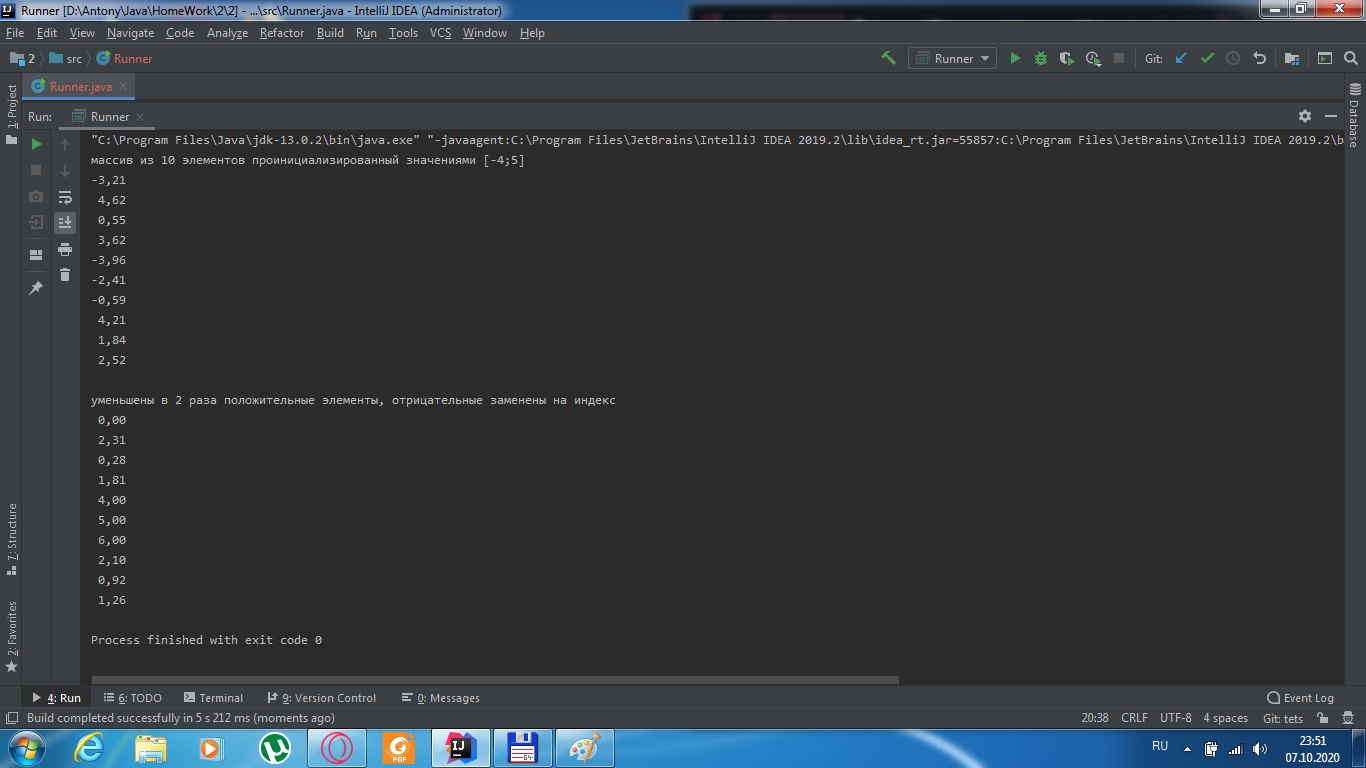 Runner [D:\Antony\Java\HomeWork\2\2] - ...\src\Runner.java - IntelliJ IDEA (Administrator)
File Edit View Navigate Code Analyze Refactor Build Run Tools VCS Window Help
2 src Runner
Runner Git:
Runner.java
1: Project
Database
Run: Runner
"C:\Program Files\Java\jdk-13.0.2\bin\java.exe" "-javaagent:C:\Program Files\JetBrains\IntelliJ IDEA 2019.2\lib\idea_rt.jar=55857:C:\Program Files\JetBrains\IntelliJ IDEA 2019.2\b
массив из 10 элементов проинициализированный значениями [-4;5]
-3,21
4,62
0,55
3,62
-3,96
-2,41
-0,59
4,21
1,84
2,52
уменьшены в 2 раза положительные элементы, отрицательные заменены на индекс
0,00
2,31
0,28
1,81
4,00
5,00
6,00
2,10
0,92
1,26
Process finished with exit code 0
7: Structure
2: Favorites
4: Run 6: TODO Terminal 9: Version Control 0: Messages Event Log
Build completed successfully in 5 s 212 ms (moments ago) 20:38 CRLF UTF-8 4 spaces Git: tets
PDF
IJ
64
RU
23:51
07.10.2020